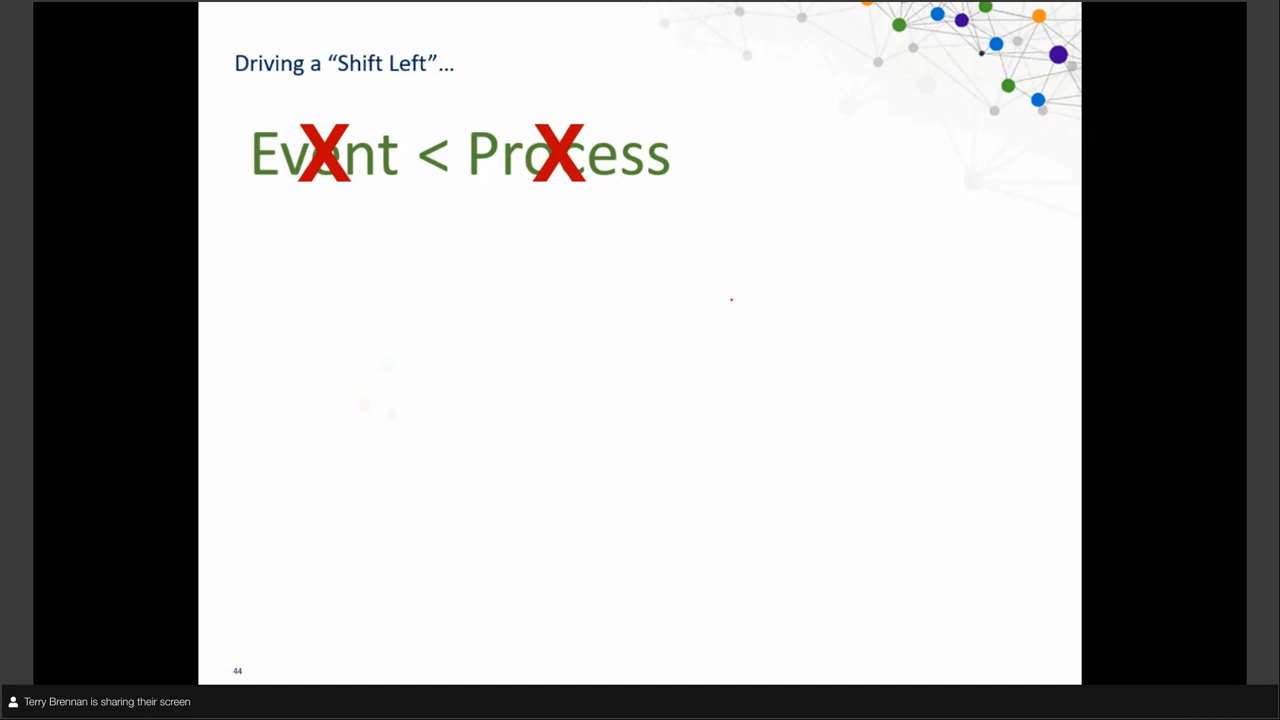 Driving a “Shift Left”...
Event < Process
X X
44
Terry Brennan is sharing their screen